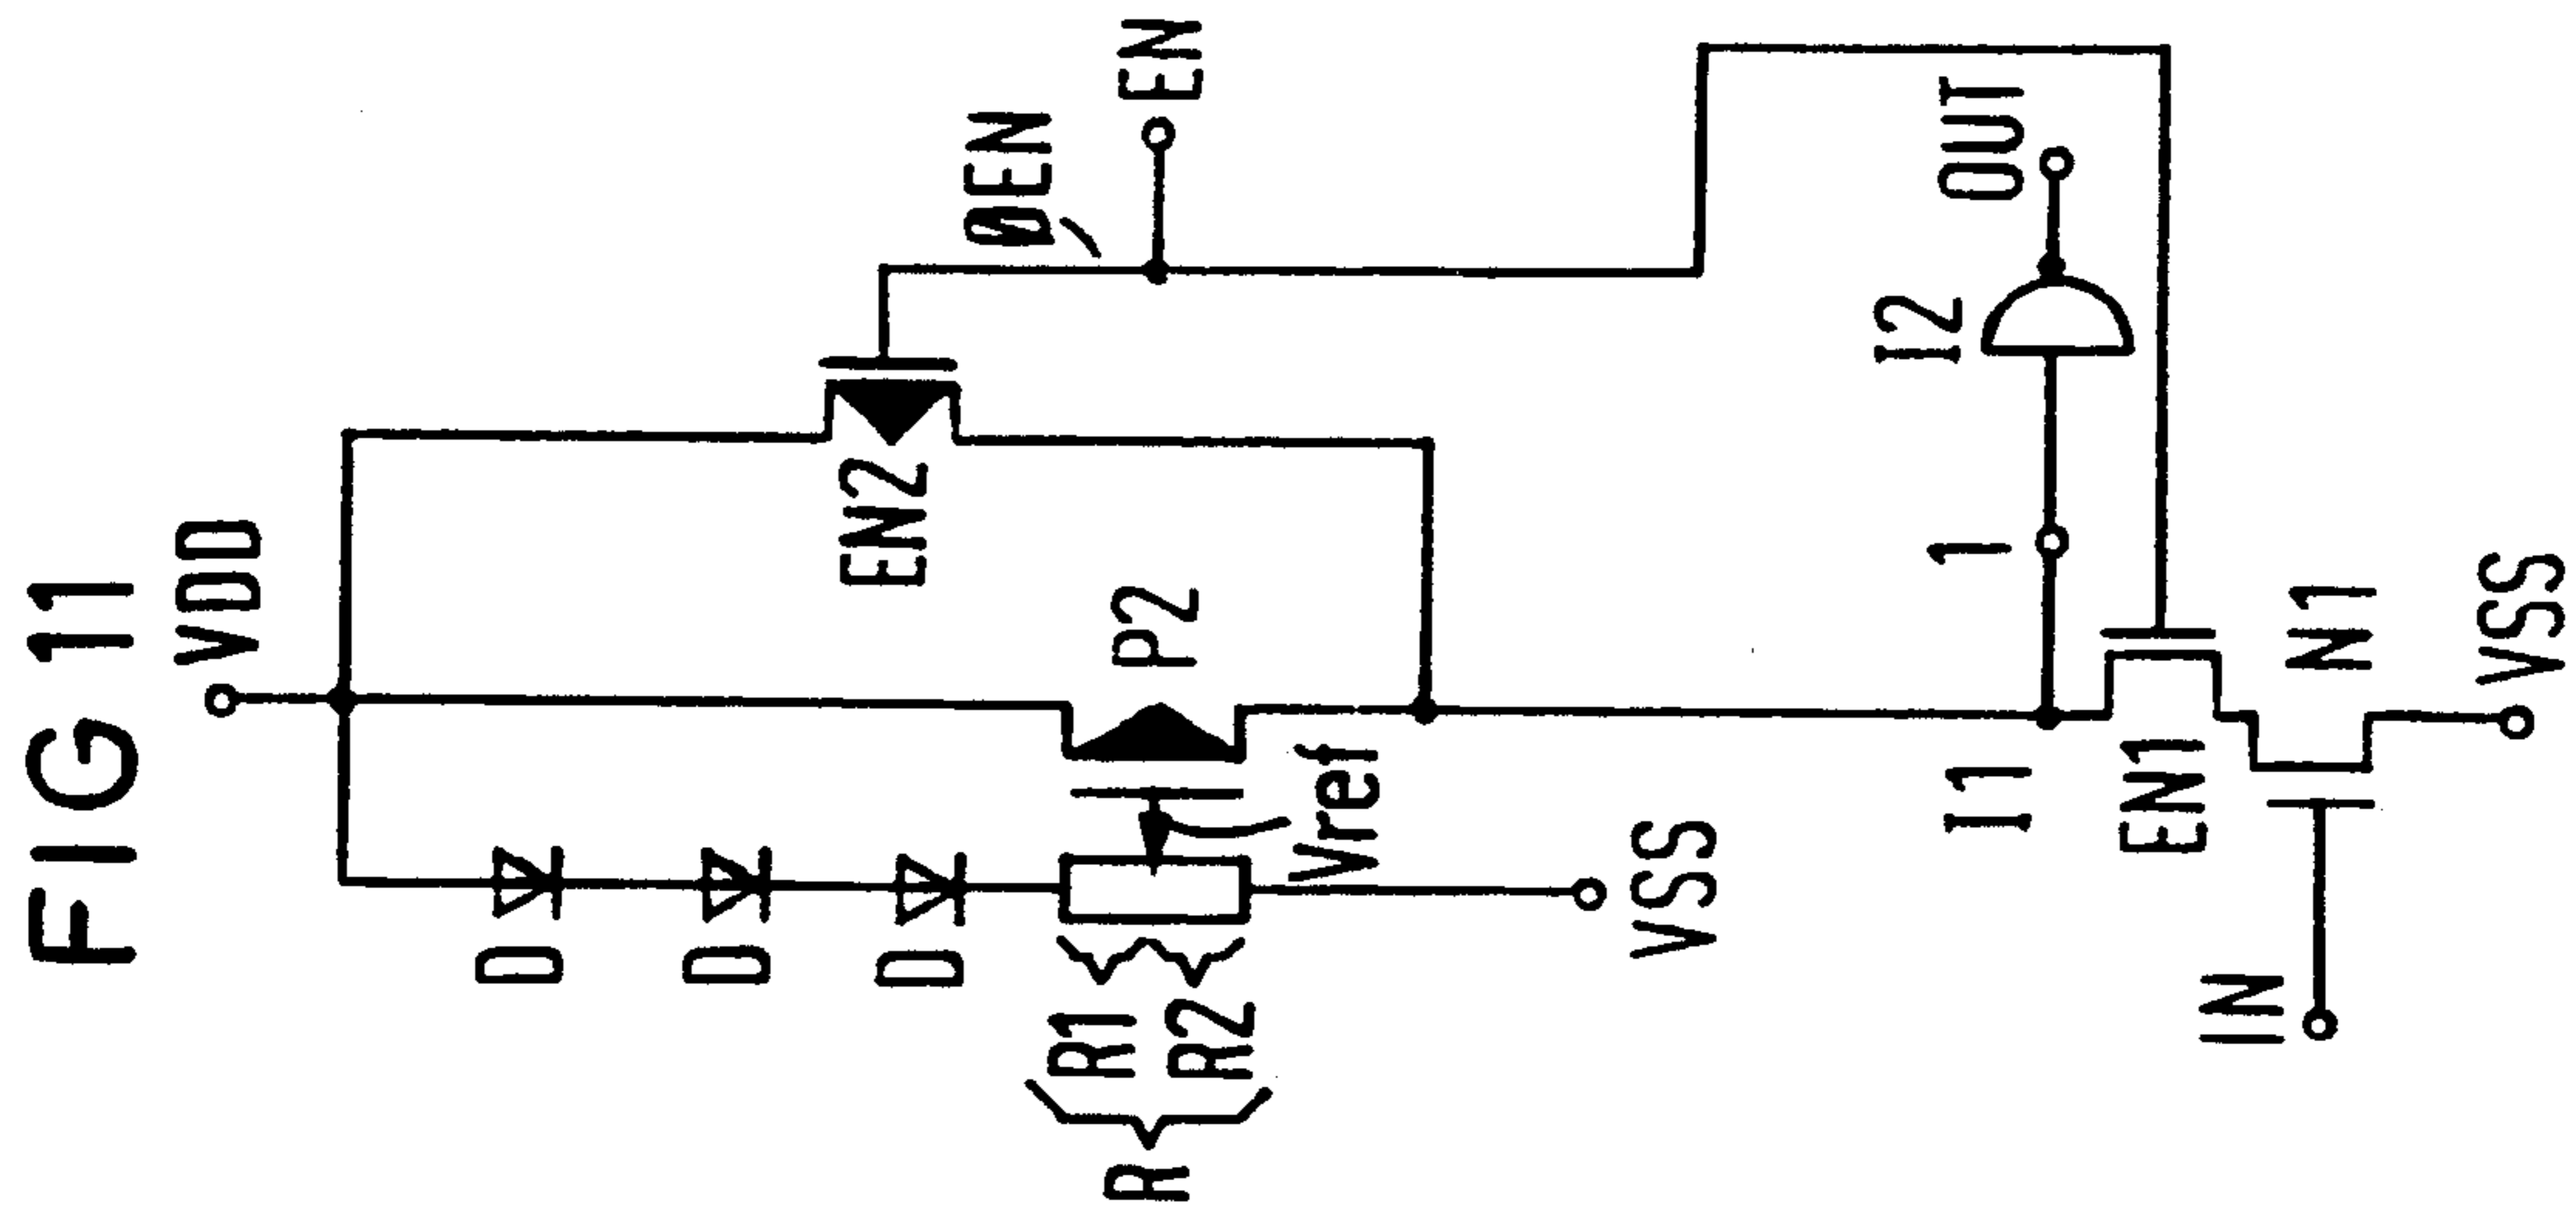 FIG 11
VDD
D
D
D
EN2
ØEN
EN
P2
Vref
R1
R2
R
VSS
I2
OUT
1
I1
EN1
IN
N1
VSS